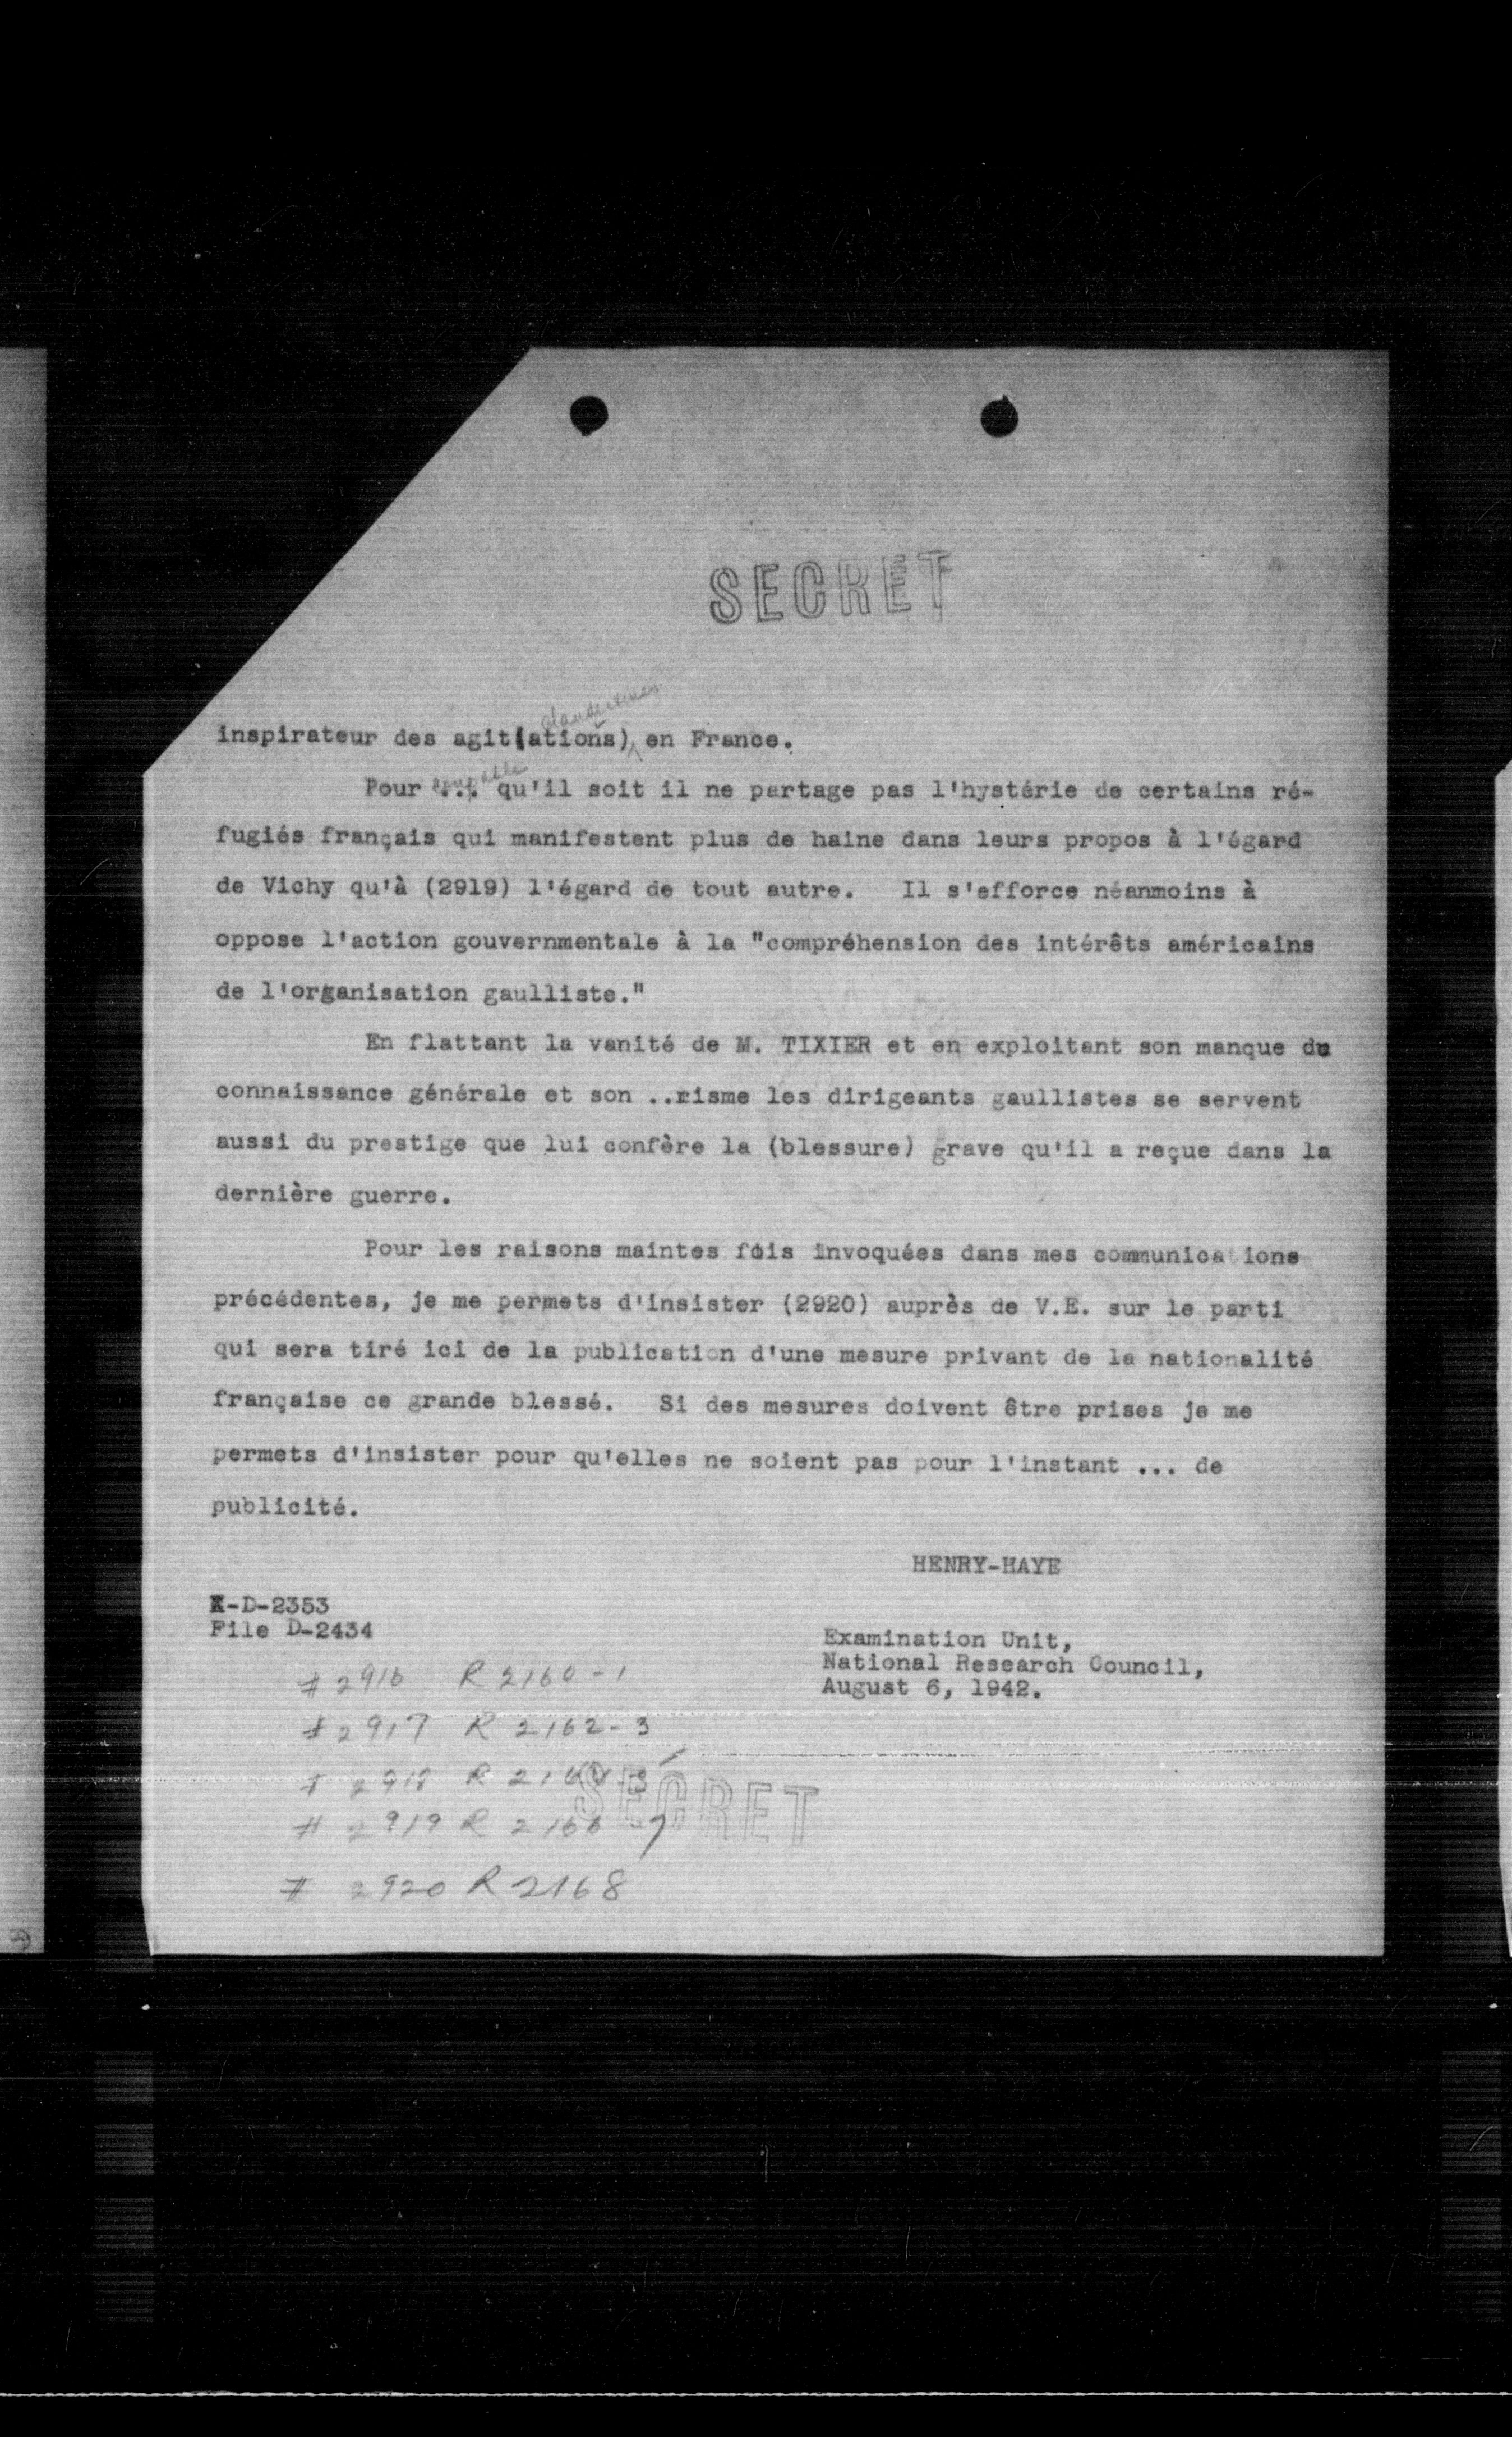 SECRET
clandestines
inspirateur des agit(ations) en France.
coupable
Pour ... qu'il soit il ne partage pas l'hystérie de certains ré-
fugiés français qui manifestent plus de haine dans leurs propos à l'égard
de Vichy qu'à (2919) l'égard de tout autre. Il s'efforce néanmoins à
oppose l'action gouvernmentale à la "compréhension des intérêts américains
de l'organisation gaulliste."
En flattant la vanité de M. TIXIER et en exploitant son manque de
connaissance générale et son ..risme les dirigeants gaullistes se servent
aussi du prestige que lui confère la (blessure) grave qu'il a reçue dans la
dernière guerre.
Pour les raisons maintes fois invoquées dans mes communications
précédentes, je me permets d'insister (2920) auprès de V.E. sur le parti
qui sera tiré ici de la publication d'une mesure privant de la nationalité
française ce grande blessé. Si des mesures doivent être prises je me
permets d'insister pour qu'elles ne soient pas pour l'instant ... de
publicité.
HENRY-HAYE
X-D-2353
File D-2434
Examination Unit,
National Research Council,
August 6, 1942.
# 2916 R 2160-1
# 2917 R 2162-3
# 2918 R
# 2919 R 2166-7
SECRET
# 2920 R 2168